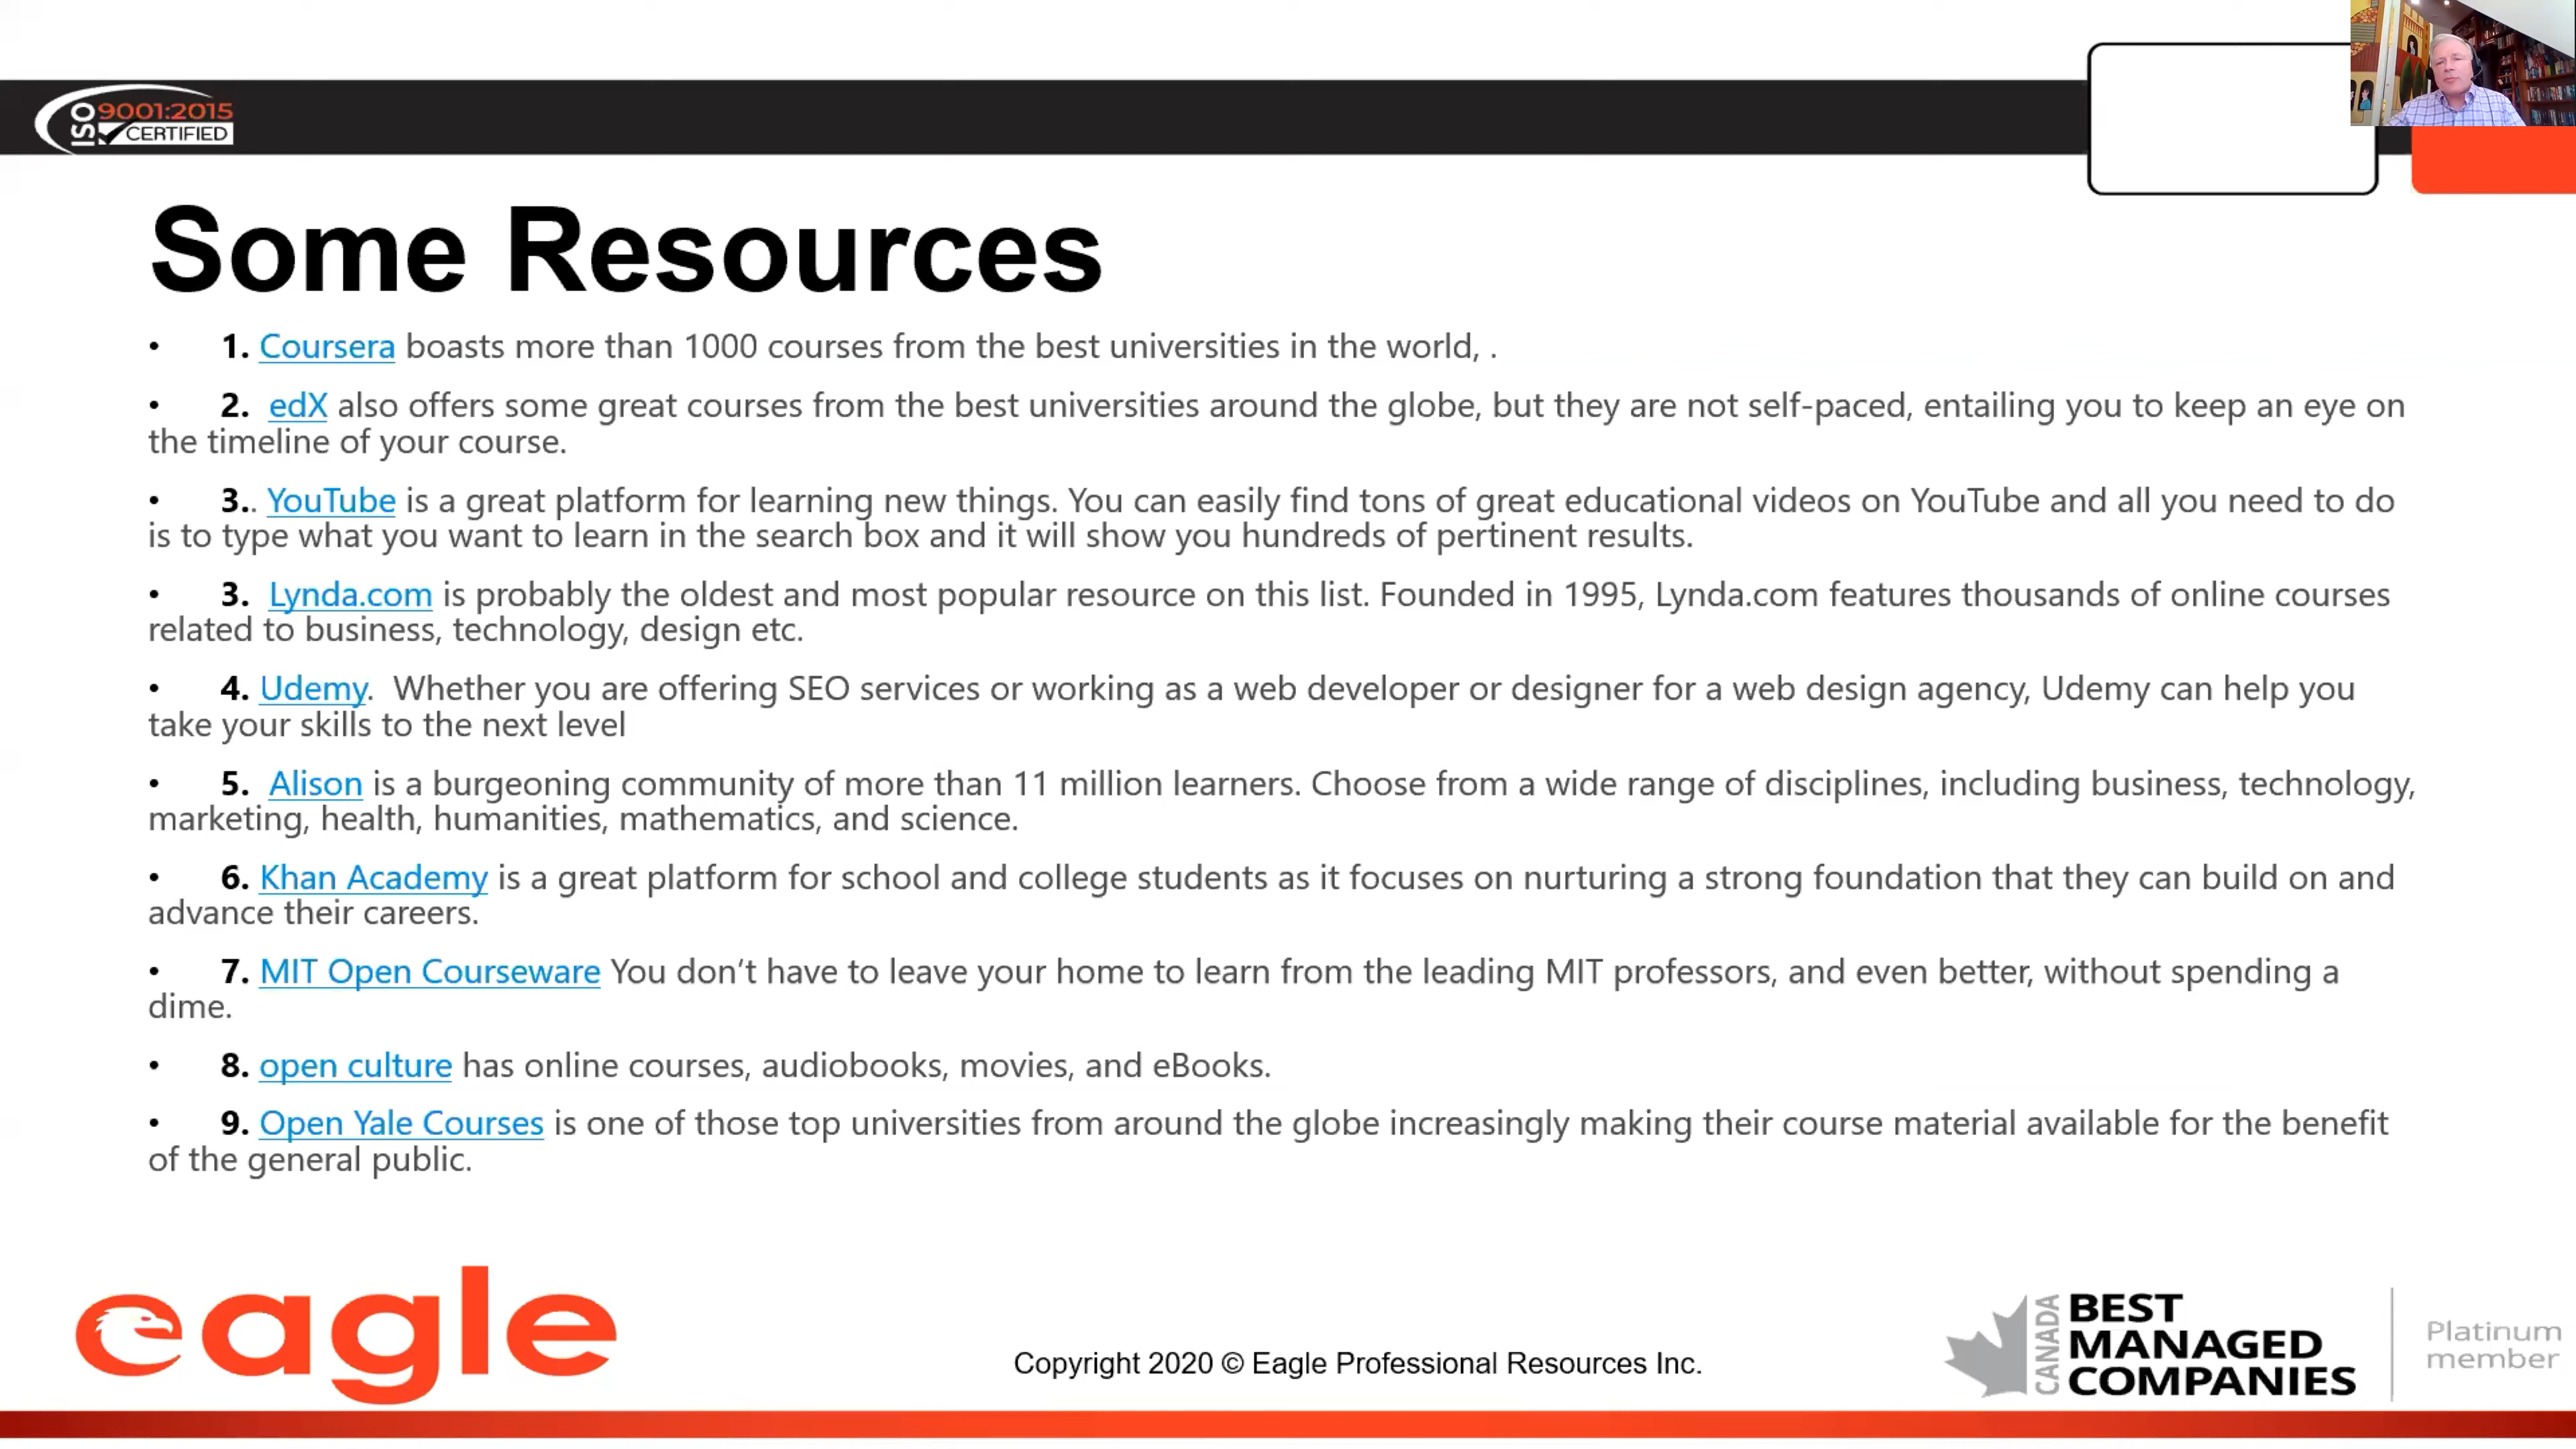 ISO 9001:2015
CERTIFIED
Some Resources
• 1. Coursera boasts more than 1000 courses from the best universities in the world, .
• 2. edX also offers some great courses from the best universities around the globe, but they are not self-paced, entailing you to keep an eye on
the timeline of your course.
• 3.. YouTube is a great platform for learning new things. You can easily find tons of great educational videos on YouTube and all you need to do
is to type what you want to learn in the search box and it will show you hundreds of pertinent results.
• 3. Lynda.com is probably the oldest and most popular resource on this list. Founded in 1995, Lynda.com features thousands of online courses
related to business, technology, design etc.
• 4. Udemy. Whether you are offering SEO services or working as a web developer or designer for a web design agency, Udemy can help you
take your skills to the next level
• 5. Alison is a burgeoning community of more than 11 million learners. Choose from a wide range of disciplines, including business, technology,
marketing, health, humanities, mathematics, and science.
• 6. Khan Academy is a great platform for school and college students as it focuses on nurturing a strong foundation that they can build on and
advance their careers.
• 7. MIT Open Courseware You don’t have to leave your home to learn from the leading MIT professors, and even better, without spending a
dime.
• 8. open culture has online courses, audiobooks, movies, and eBooks.
• 9. Open Yale Courses is one of those top universities from around the globe increasingly making their course material available for the benefit
of the general public.
eagle
Copyright 2020 © Eagle Professional Resources Inc.
CANADA
BEST
MANAGED
COMPANIES
Platinum
member